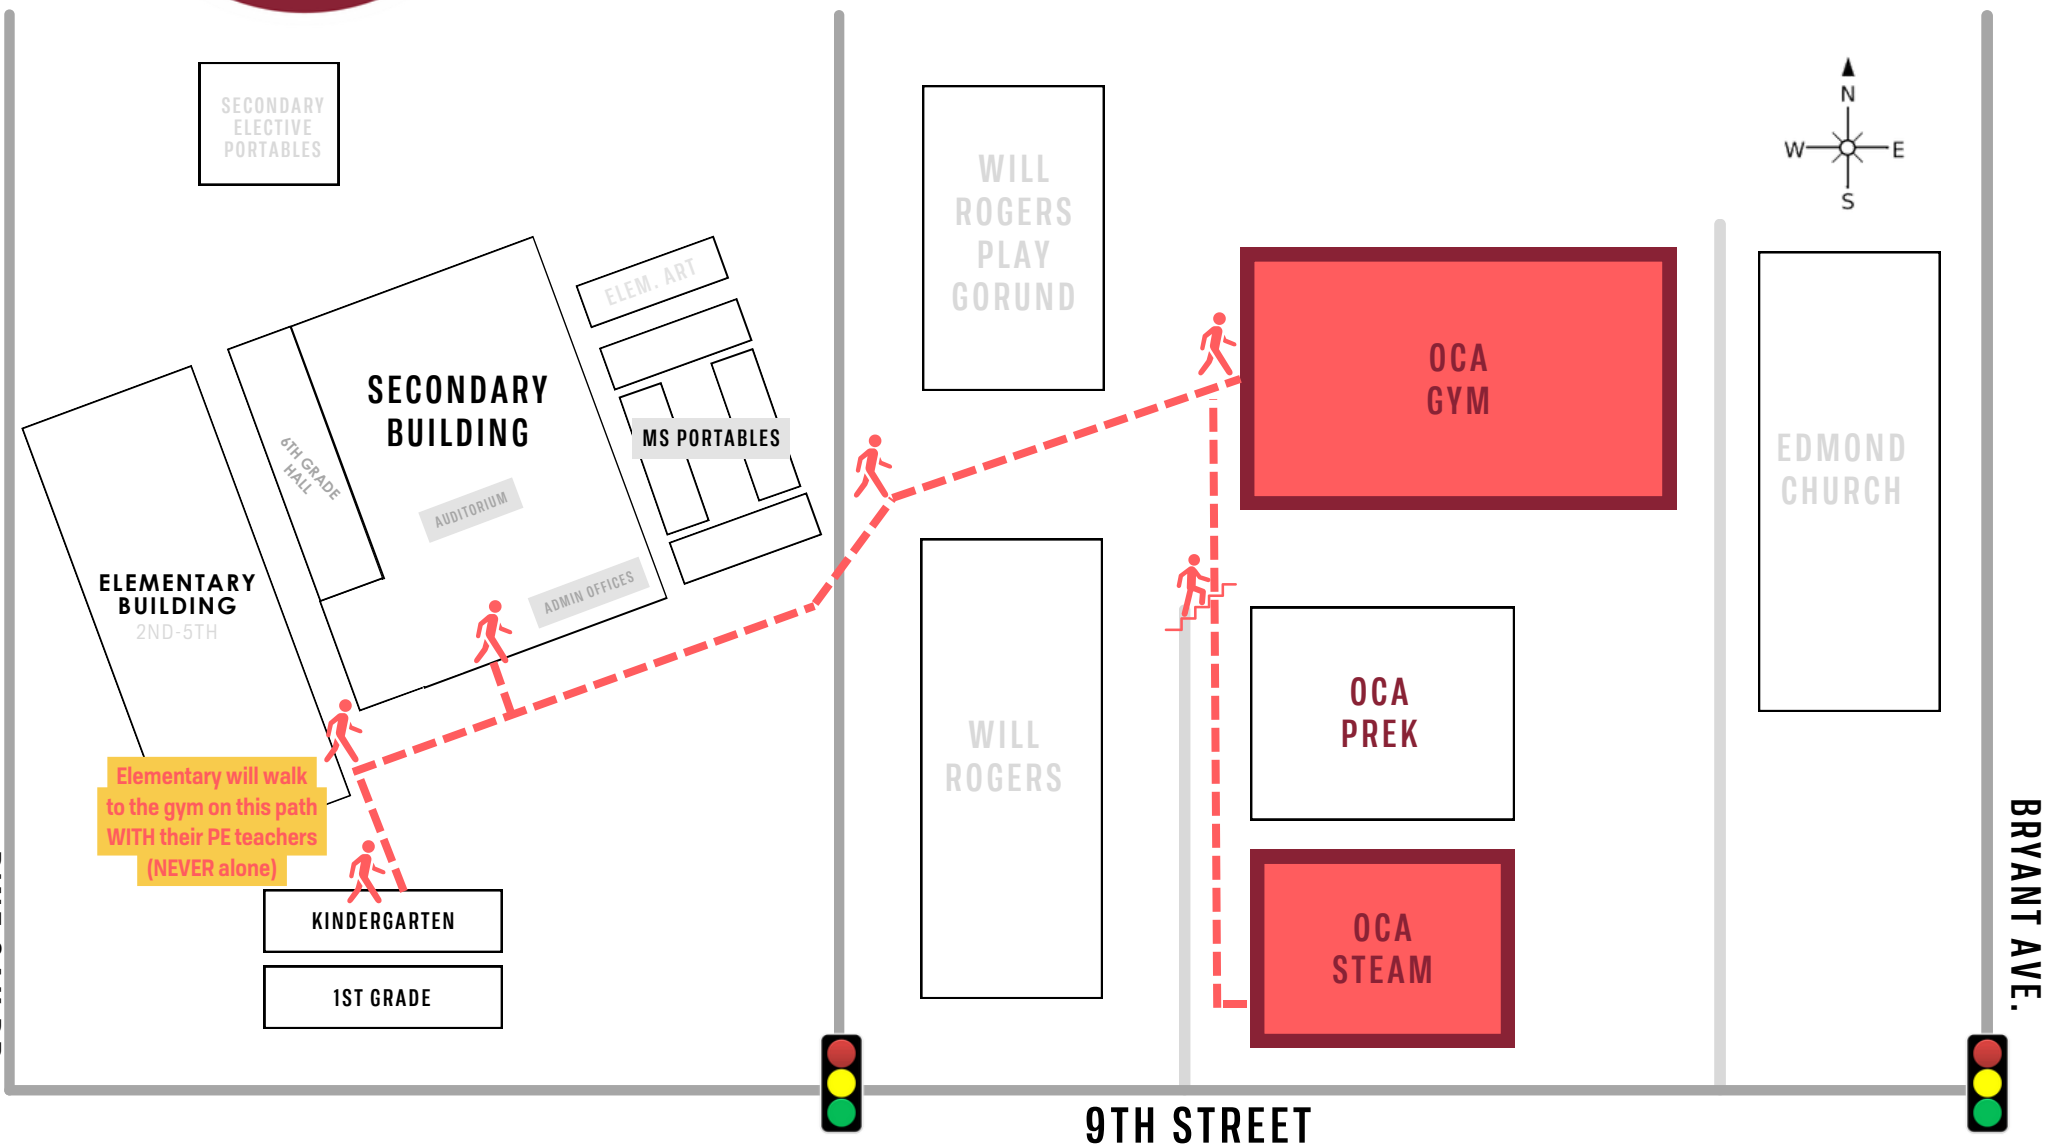 SECONDARY
ELECTIVE
PORTABLES
N
W
E
S
WILL
ROGERS
PLAY
GORUND
ELEM. ART
OCA
GYM
SECONDARY
BUILDING
MS PORTABLES
6TH GRADE
HALL
EDMOND
CHURCH
AUDITORIUM
ADMIN OFFICES
ELEMENTARY
BUILDING
2ND-5TH
OCA
PREK
WILL
ROGERS
Elementary will walk
to the gym on this path
WITH their PE teachers
(NEVER alone)
KINDERGARTEN
1ST GRADE
OCA
STEAM
BRYANT AVE.
9TH STREET